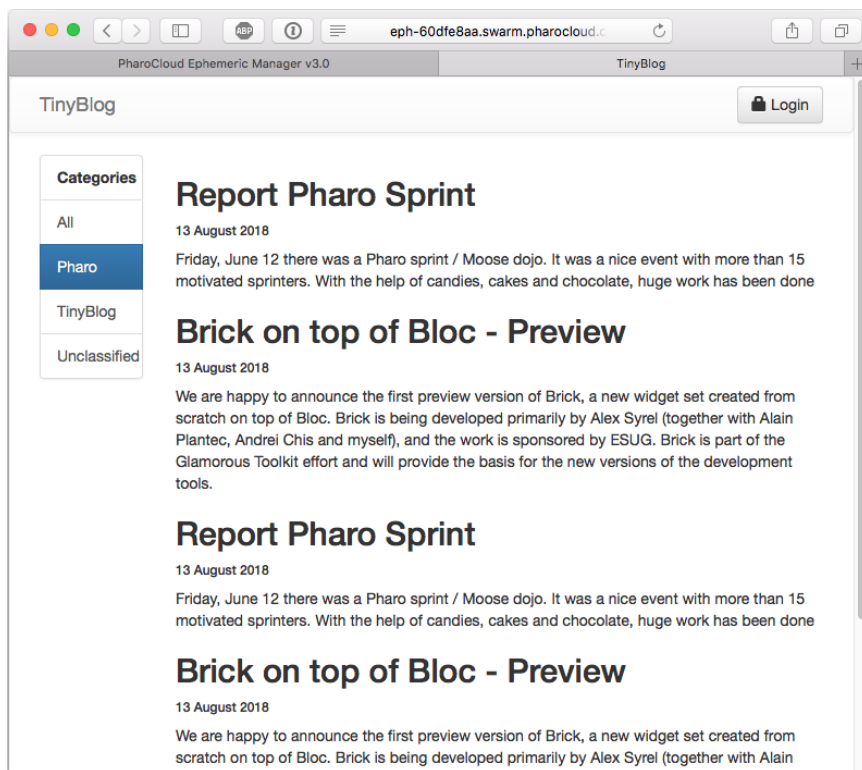 ABP
eph-60dfe8aa.swarm.pharocloud.c
PharoCloud Ephemeric Manager v3.0
TinyBlog
TinyBlog
Login
Categories
All
Pharo
TinyBlog
Unclassified
Report Pharo Sprint
13 August 2018
Friday, June 12 there was a Pharo sprint / Moose dojo. It was a nice event with more than 15
motivated sprinters. With the help of candies, cakes and chocolate, huge work has been done
Brick on top of Bloc - Preview
13 August 2018
We are happy to announce the first preview version of Brick, a new widget set created from
scratch on top of Bloc. Brick is being developed primarily by Alex Syrel (together with Alain
Plantec, Andrei Chis and myself), and the work is sponsored by ESUG. Brick is part of the
Glamorous Toolkit effort and will provide the basis for the new versions of the development
tools.
Report Pharo Sprint
13 August 2018
Friday, June 12 there was a Pharo sprint / Moose dojo. It was a nice event with more than 15
motivated sprinters. With the help of candies, cakes and chocolate, huge work has been done
Brick on top of Bloc - Preview
13 August 2018
We are happy to announce the first preview version of Brick, a new widget set created from
scratch on top of Bloc. Brick is being developed primarily by Alex Syrel (together with Alain